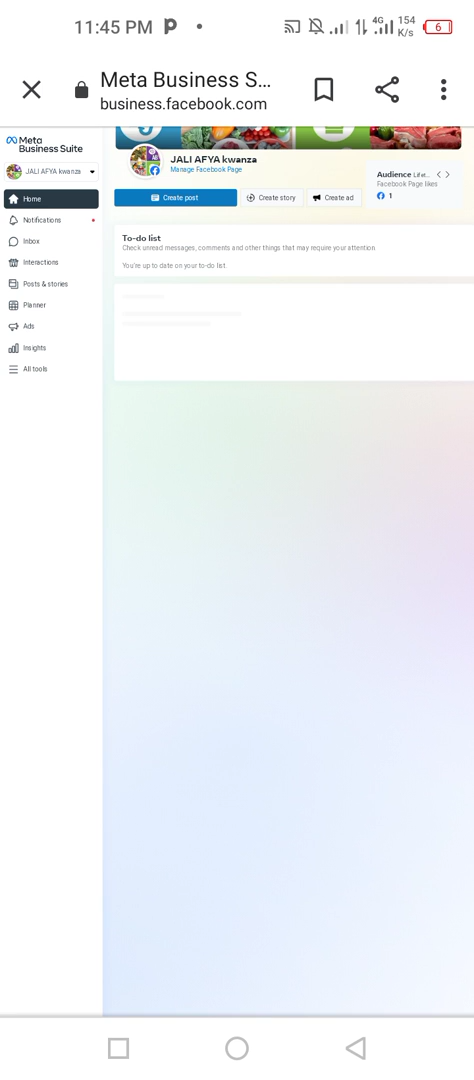 11:45 PM
4G
154
K/s
6
Meta Business S...
business.facebook.com
Meta
Business Suite
JALI AFYA kwanza
Home
Notifications
Inbox
Interactions
Posts & stories
Planner
Ads
Insights
All tools
JALI AFYA kwanza
Manage Facebook Page
Create post
Create story
Create ad
Audience Lifet...
Facebook Page likes
1
To-do list
Check unread messages, comments and other things that may require your attention.
You're up to date on your to-do list.